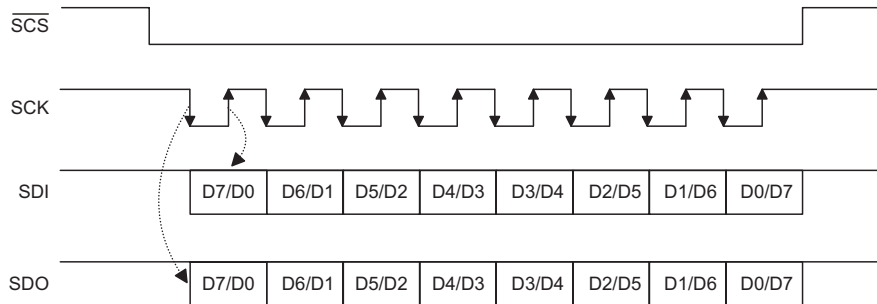 SCS
SCK
SDI D7/D0 D6/D1 D5/D2 D4/D3 D3/D4 D2/D5 D1/D6 D0/D7
SDO D7/D0 D6/D1 D5/D2 D4/D3 D3/D4 D2/D5 D1/D6 D0/D7